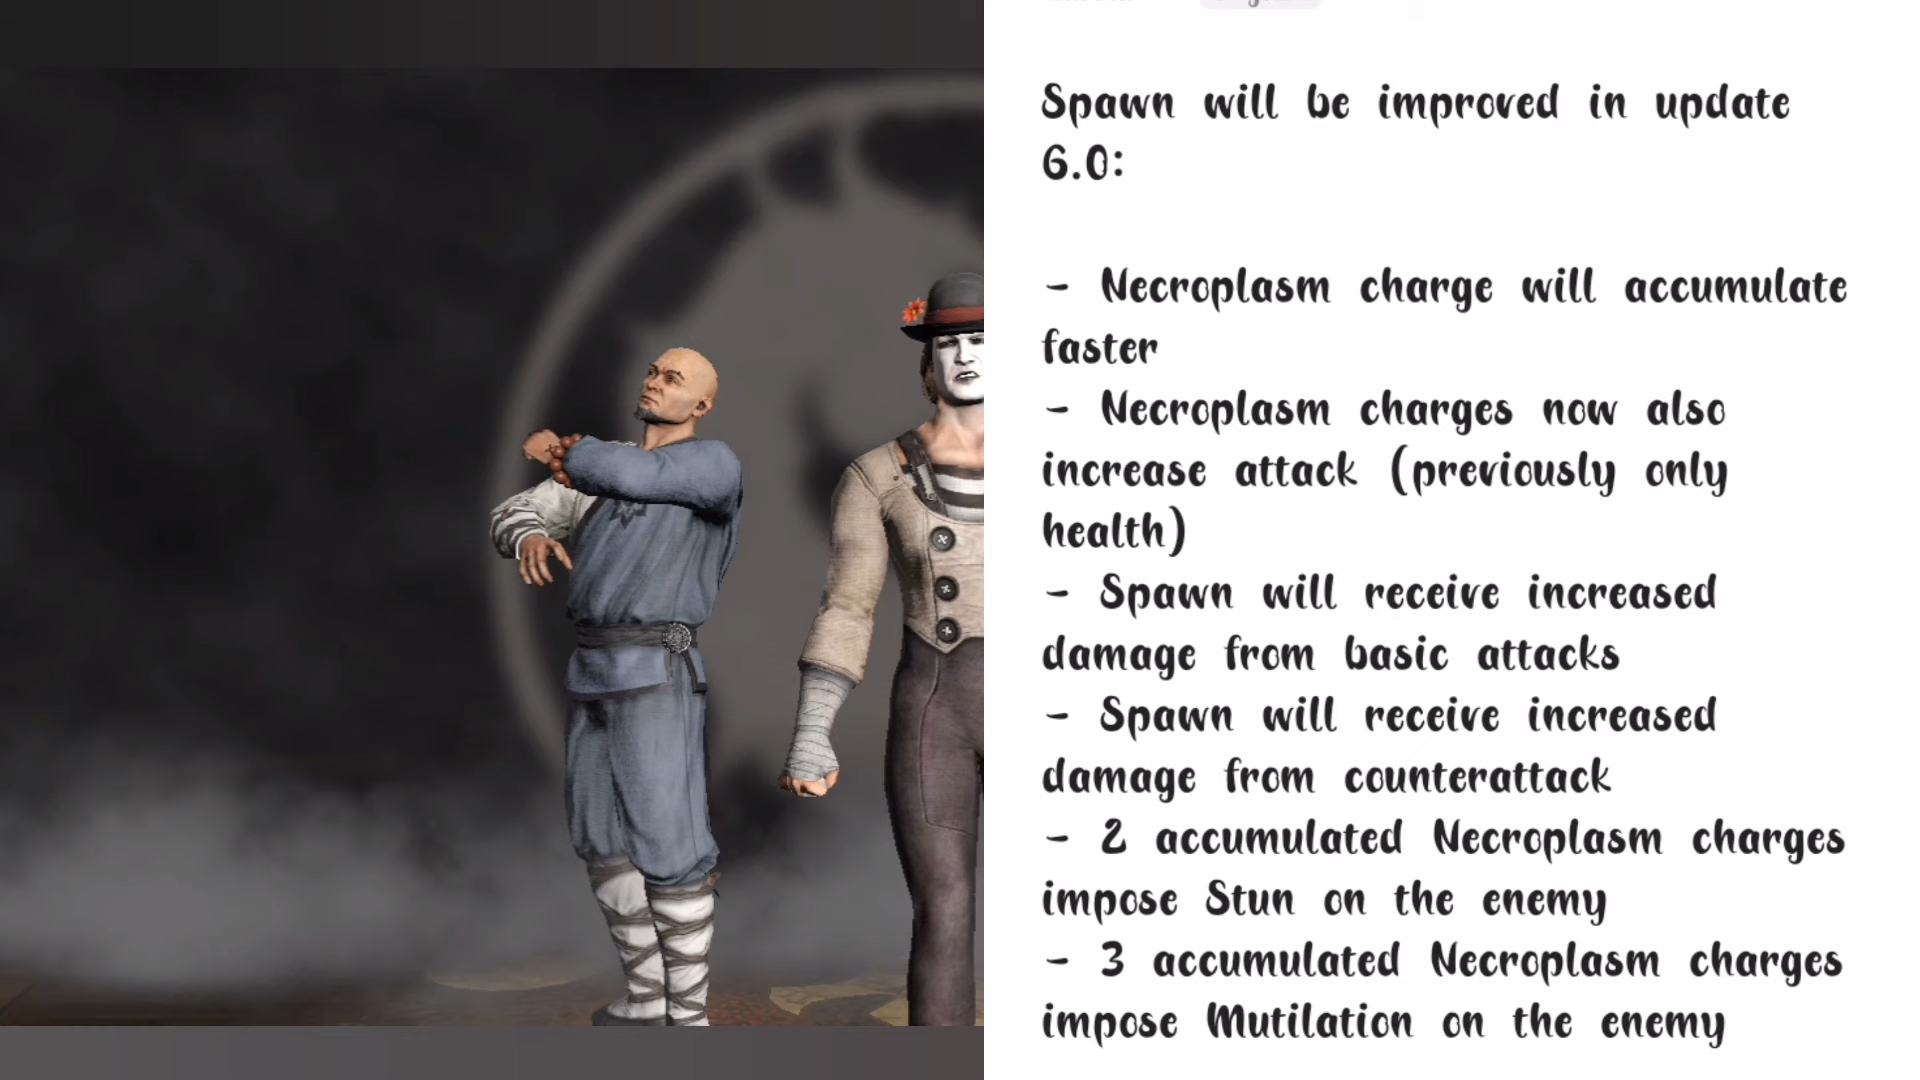 Spawn will be improved in update
6.0:
- Necroplasm charge will accumulate
faster
- Necroplasm charges now also
increase attack (previously only
health)
- Spawn will receive increased
damage from basic attacks
- Spawn will receive increased
damage from counterattack
- 2 accumulated Necroplasm charges
impose Stun on the enemy
- 3 accumulated Necroplasm charges
impose Mutilation on the enemy